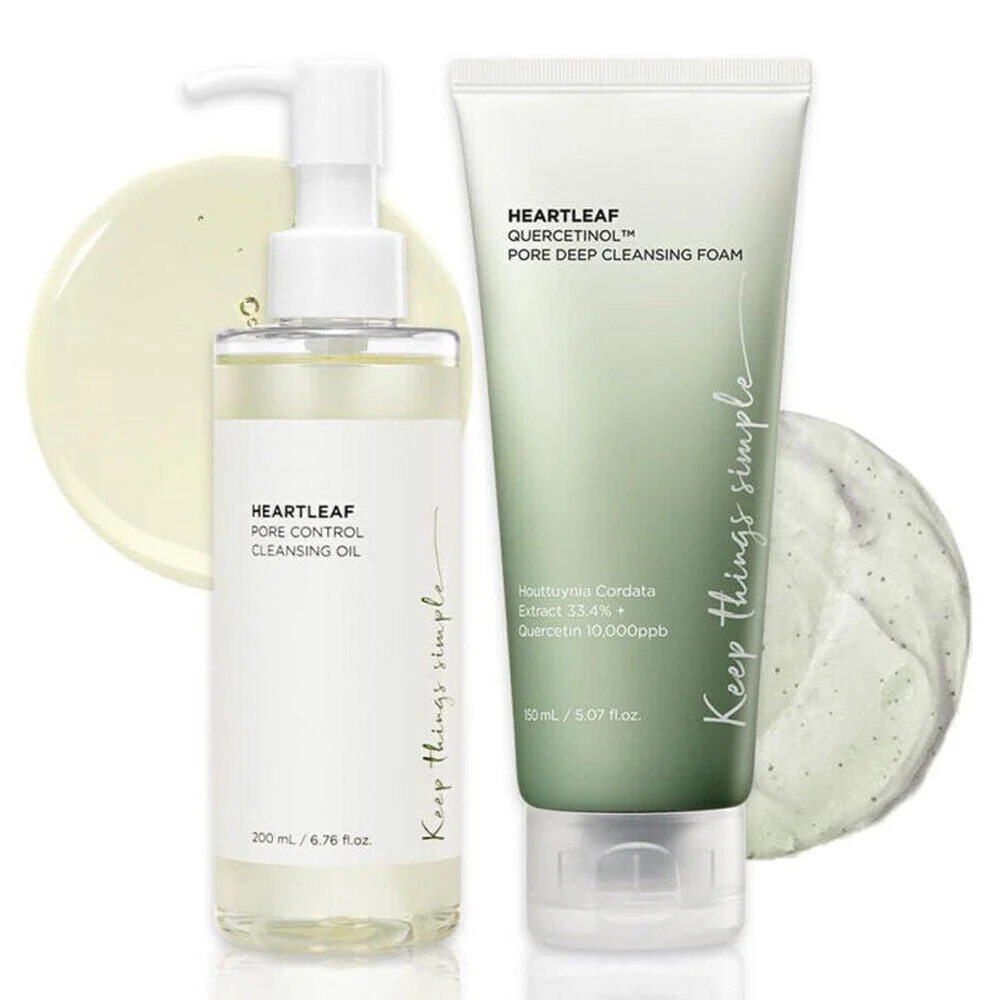 HEARTLEAF
PORE CONTROL
CLEANSING OIL
Keep things simple
200 mL / 6.76 fl.oz.
HEARTLEAF
QUERCETINOL™
PORE DEEP CLEANSING FOAM
Keep things simple
Houttuynia Cordata
Extract 33.4% +
Quercetin 10,000ppb
150 mL / 5.07 fl.oz.